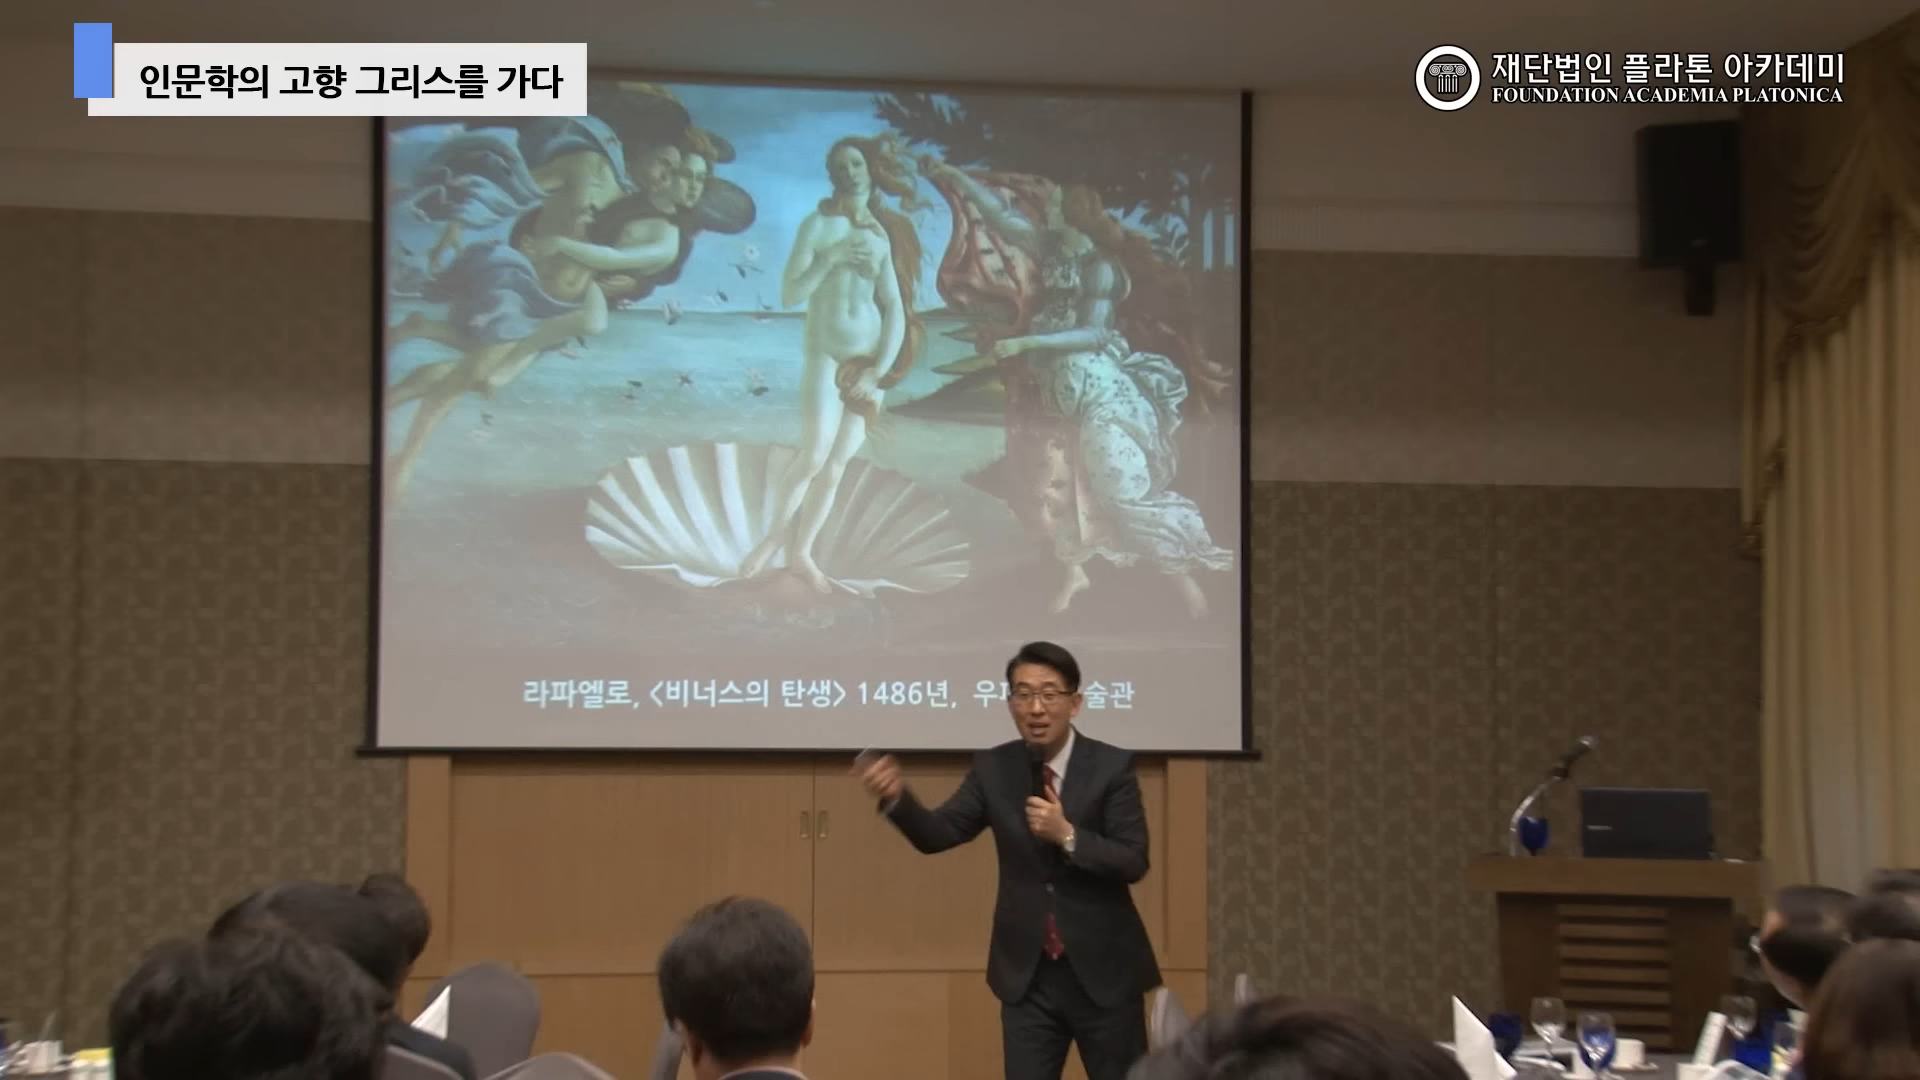 인문학의 고향 그리스를 가다
재단법인 플라톤 아카데미
FOUNDATION ACADEMIA PLATONICA
라파엘로, <비너스의 탄생> 1486년, 우 술관